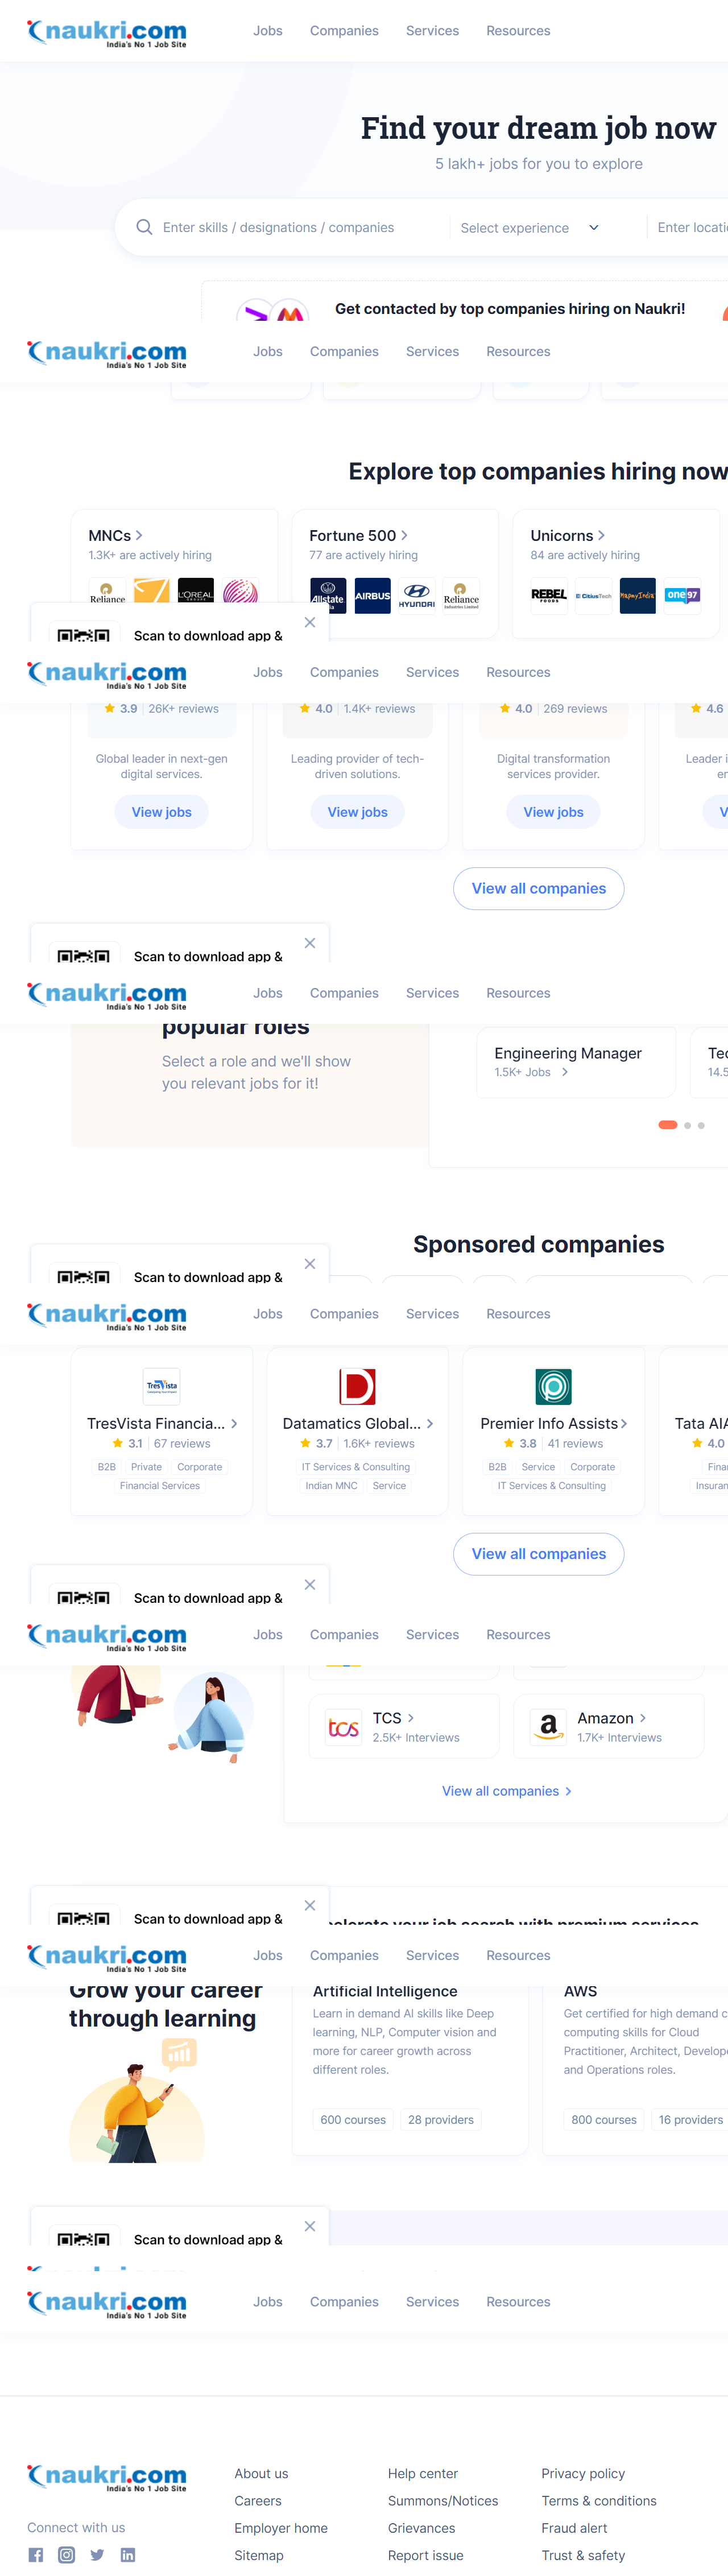 naukri.com
India's No 1 Job Site
Jobs Companies Services Resources
Find your dream job now
5 lakh+ jobs for you to explore
Enter skills / designations / companies Select experience Enter locati
Get contacted by top companies hiring on Naukri!
naukri.com
India's No 1 Job Site
Jobs Companies Services Resources
Explore top companies hiring now
MNCs Fortune 500 Unicorns
1.3K+ are actively hiring 77 are actively hiring 84 are actively hiring
Reliance L'OREAL Allstate AIRBUS HYUNDAI Reliance Industries Limited REBEL FOODS CitiusTech MapmyIndia one97
Scan to download app &
naukri.com
India's No 1 Job Site
Jobs Companies Services Resources
3.9 26K+ reviews 4.0 1.4K+ reviews 4.0 269 reviews 4.6
Global leader in next-gen Leading provider of tech- Digital transformation Leader i
digital services. driven solutions. services provider. er
View jobs View jobs View jobs V
View all companies
Scan to download app &
naukri.com
India's No 1 Job Site
Jobs Companies Services Resources
popular roles
Select a role and we'll show
you relevant jobs for it!
Engineering Manager Tec
1.5K+ Jobs 14.5
Sponsored companies
Scan to download app &
naukri.com
India's No 1 Job Site
Jobs Companies Services Resources
TresVista
TresVista Financia... Datamatics Global... Premier Info Assists Tata AIA
3.1 67 reviews 3.7 1.6K+ reviews 3.8 41 reviews 4.0
B2B Private Corporate IT Services & Consulting B2B Service Corporate Finan
Financial Services Indian MNC Service IT Services & Consulting Insuran
View all companies
Scan to download app &
naukri.com
India's No 1 Job Site
Jobs Companies Services Resources
tcs TCS Amazon
2.5K+ Interviews 1.7K+ Interviews
View all companies
Scan to download app &
celerate your job search with premium services
naukri.com
India's No 1 Job Site
Jobs Companies Services Resources
Grow your career
through learning
Artificial Intelligence AWS
Learn in demand AI skills like Deep Get certified for high demand c
learning, NLP, Computer vision and computing skills for Cloud
more for career growth across Practitioner, Architect, Develope
different roles. and Operations roles.
600 courses 28 providers 800 courses 16 providers
Scan to download app &
naukri.com
India's No 1 Job Site
Jobs Companies Services Resources
naukri.com
India's No 1 Job Site
Connect with us
About us Help center Privacy policy
Careers Summons/Notices Terms & conditions
Employer home Grievances Fraud alert
Sitemap Report issue Trust & safety